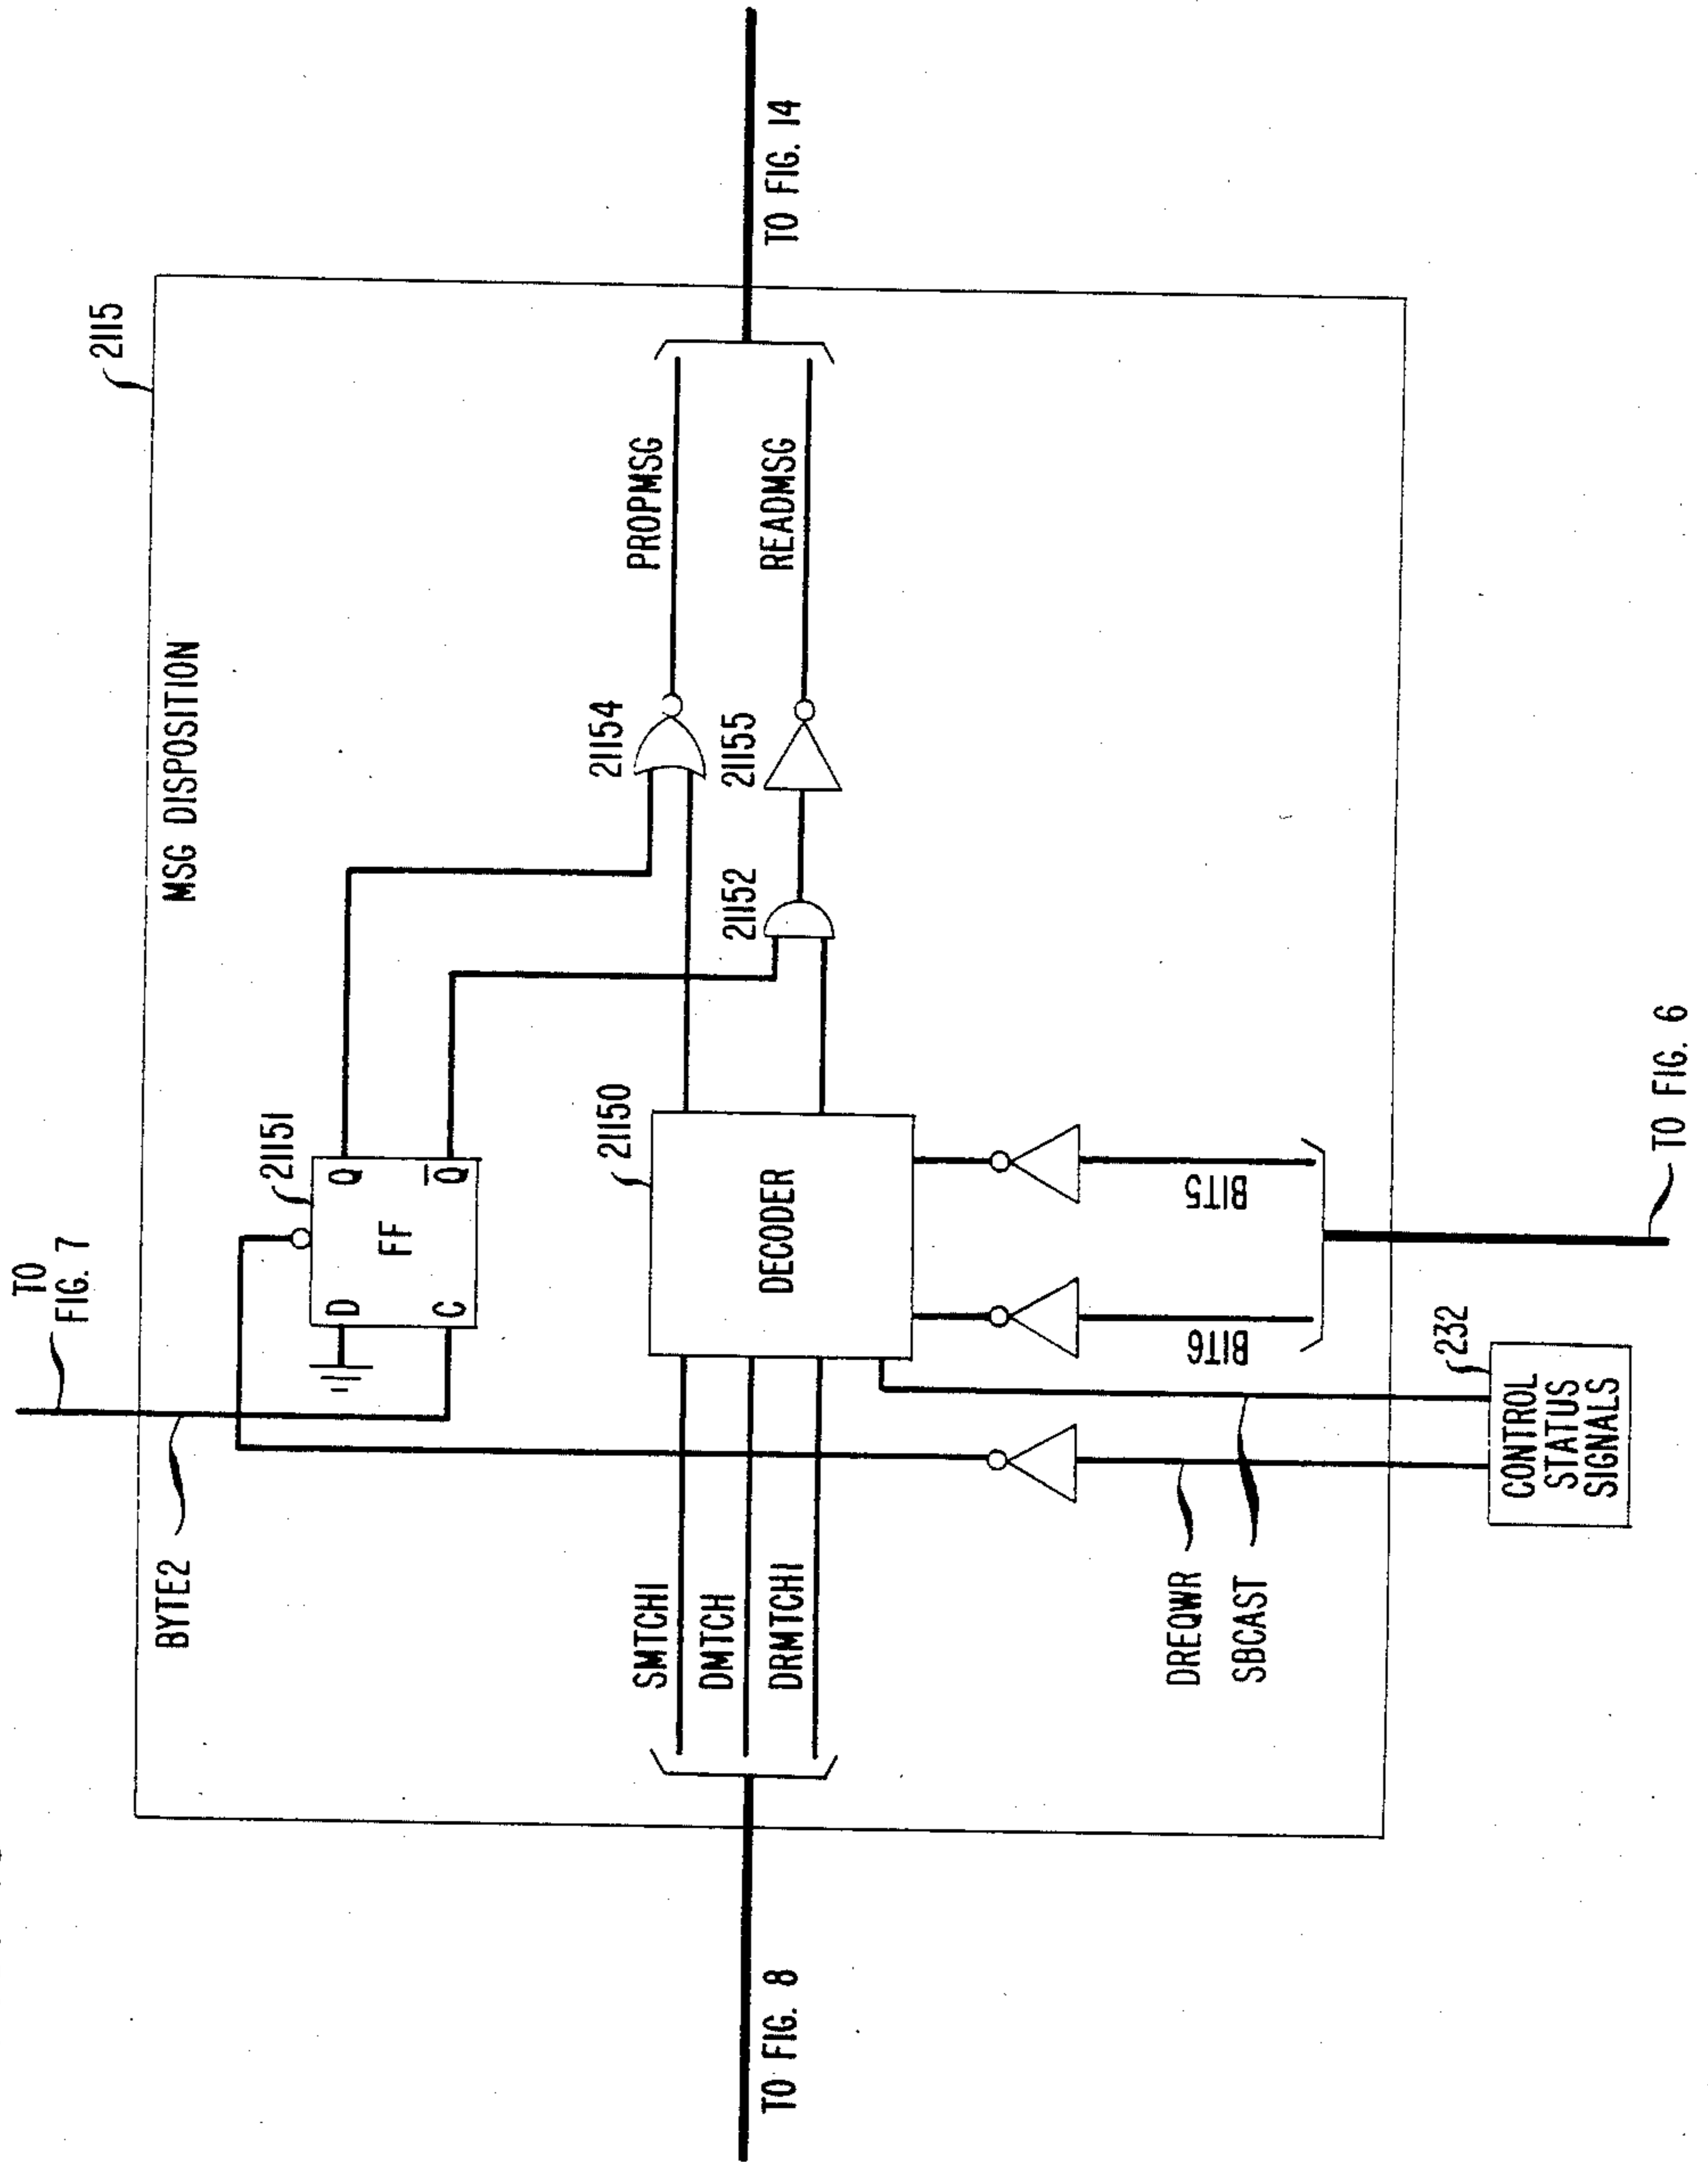 TO
FIG. 7
2115
MSG DISPOSITION
BYTE2
21151
D
Q
FF
C
Q̅
21150
SMTCHI
DMTCH
DRMTCHI
DECODER
21154
PROPMSG
21152
21155
READMSG
TO FIG. 8
TO FIG. 14
BIT6
BIT5
DREQWR
SBCAST
232
CONTROL
STATUS
SIGNALS
TO FIG. 6